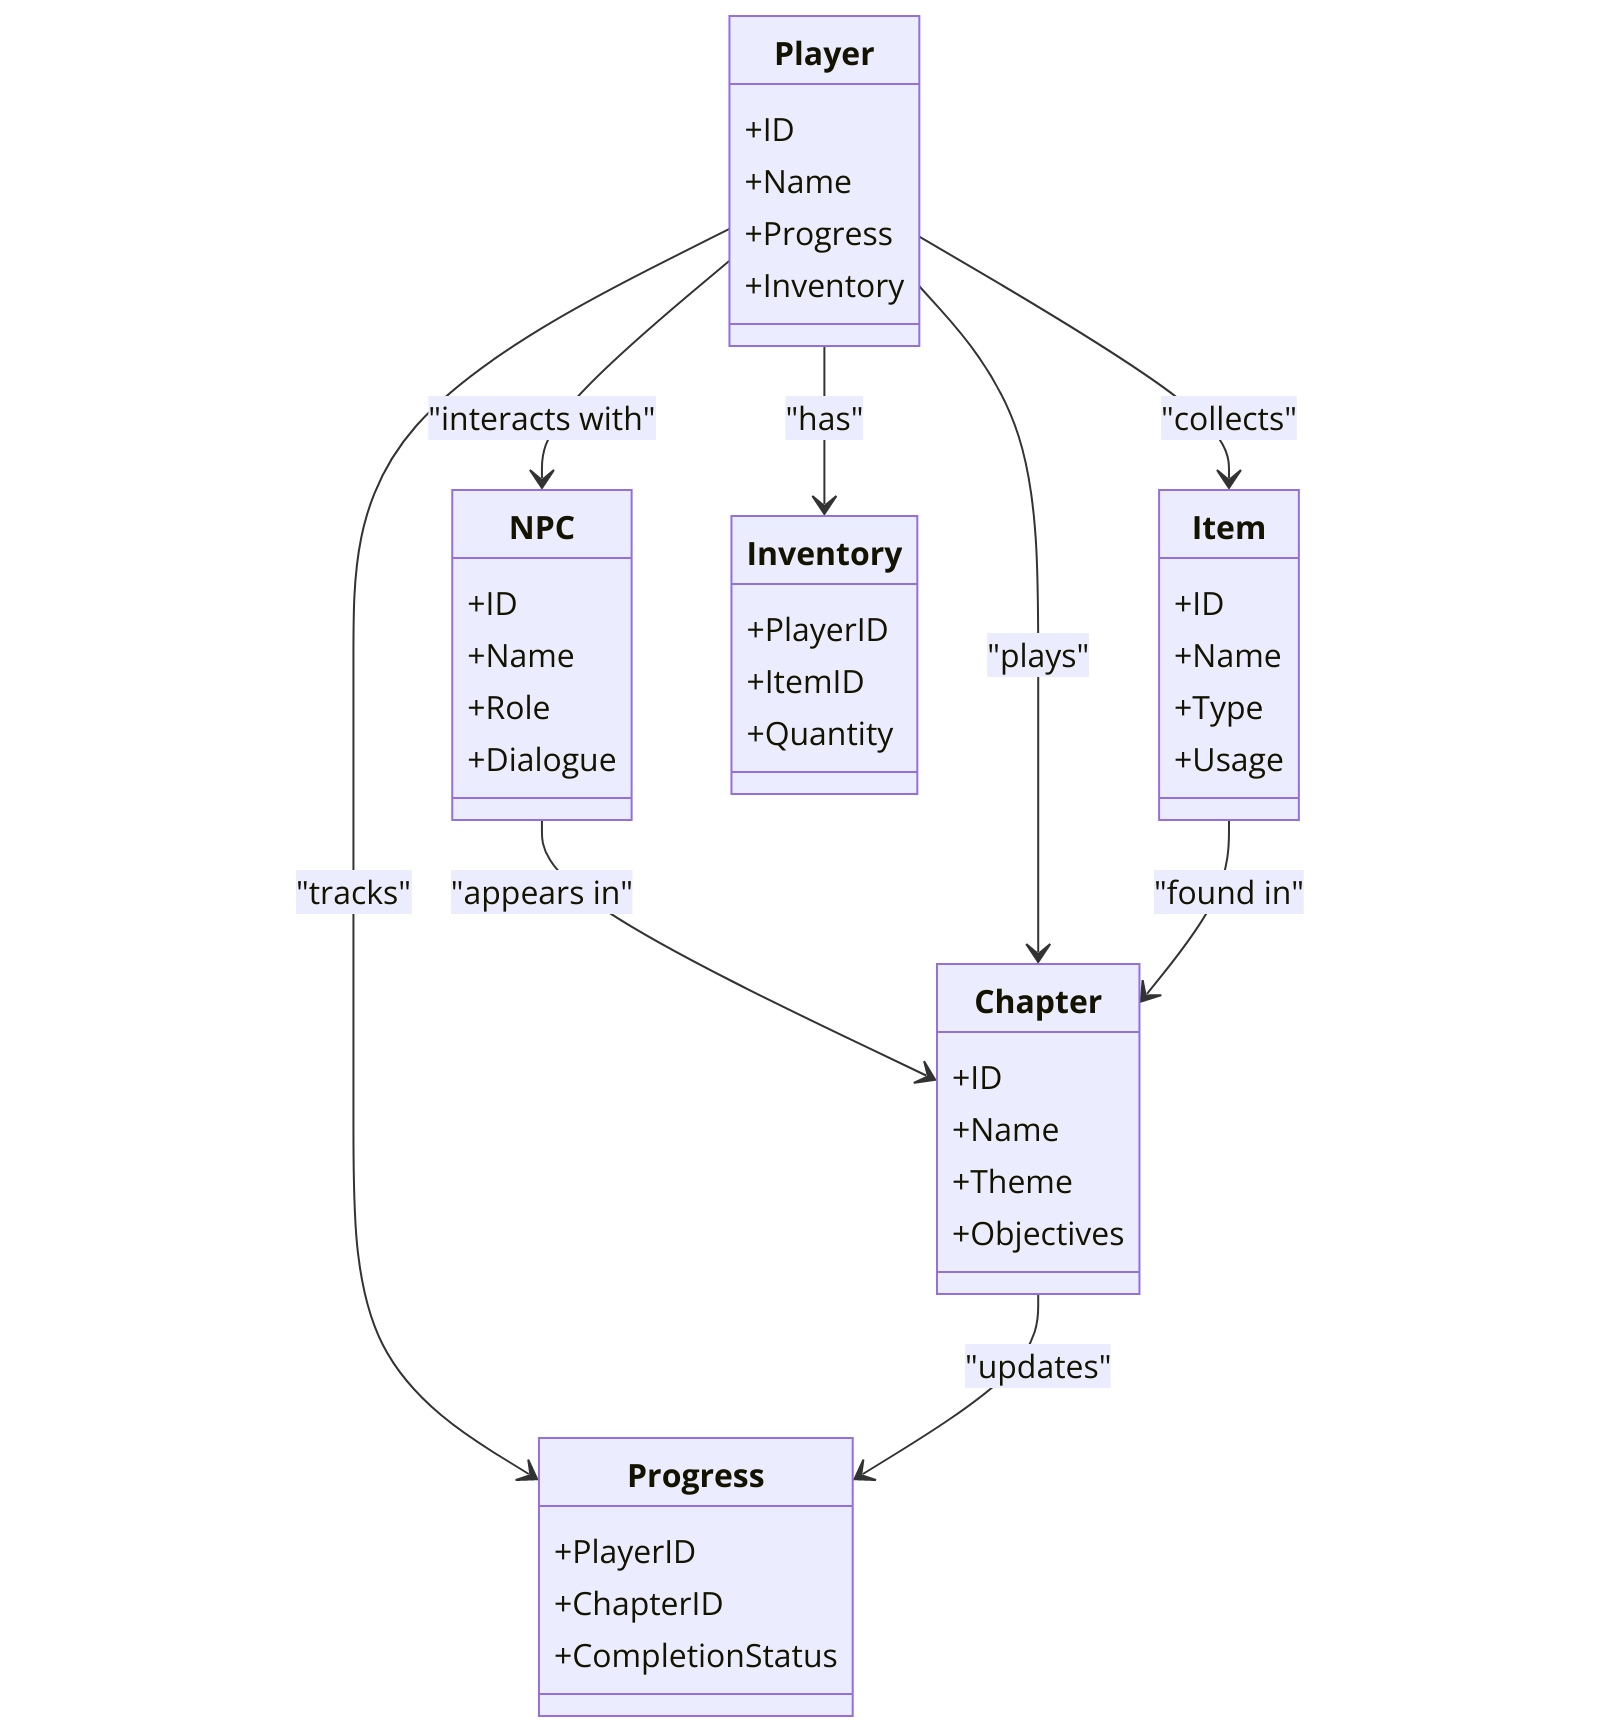 Player
+ID
+Name
+Progress
+Inventory
"interacts with"
"has"
"collects"
NPC
+ID
+Name
+Role
+Dialogue
Inventory
+PlayerID
+ItemID
+Quantity
"plays"
Item
+ID
+Name
+Type
+Usage
"tracks"
"appears in"
"found in"
Chapter
+ID
+Name
+Theme
+Objectives
"updates"
Progress
+PlayerID
+ChapterID
+CompletionStatus